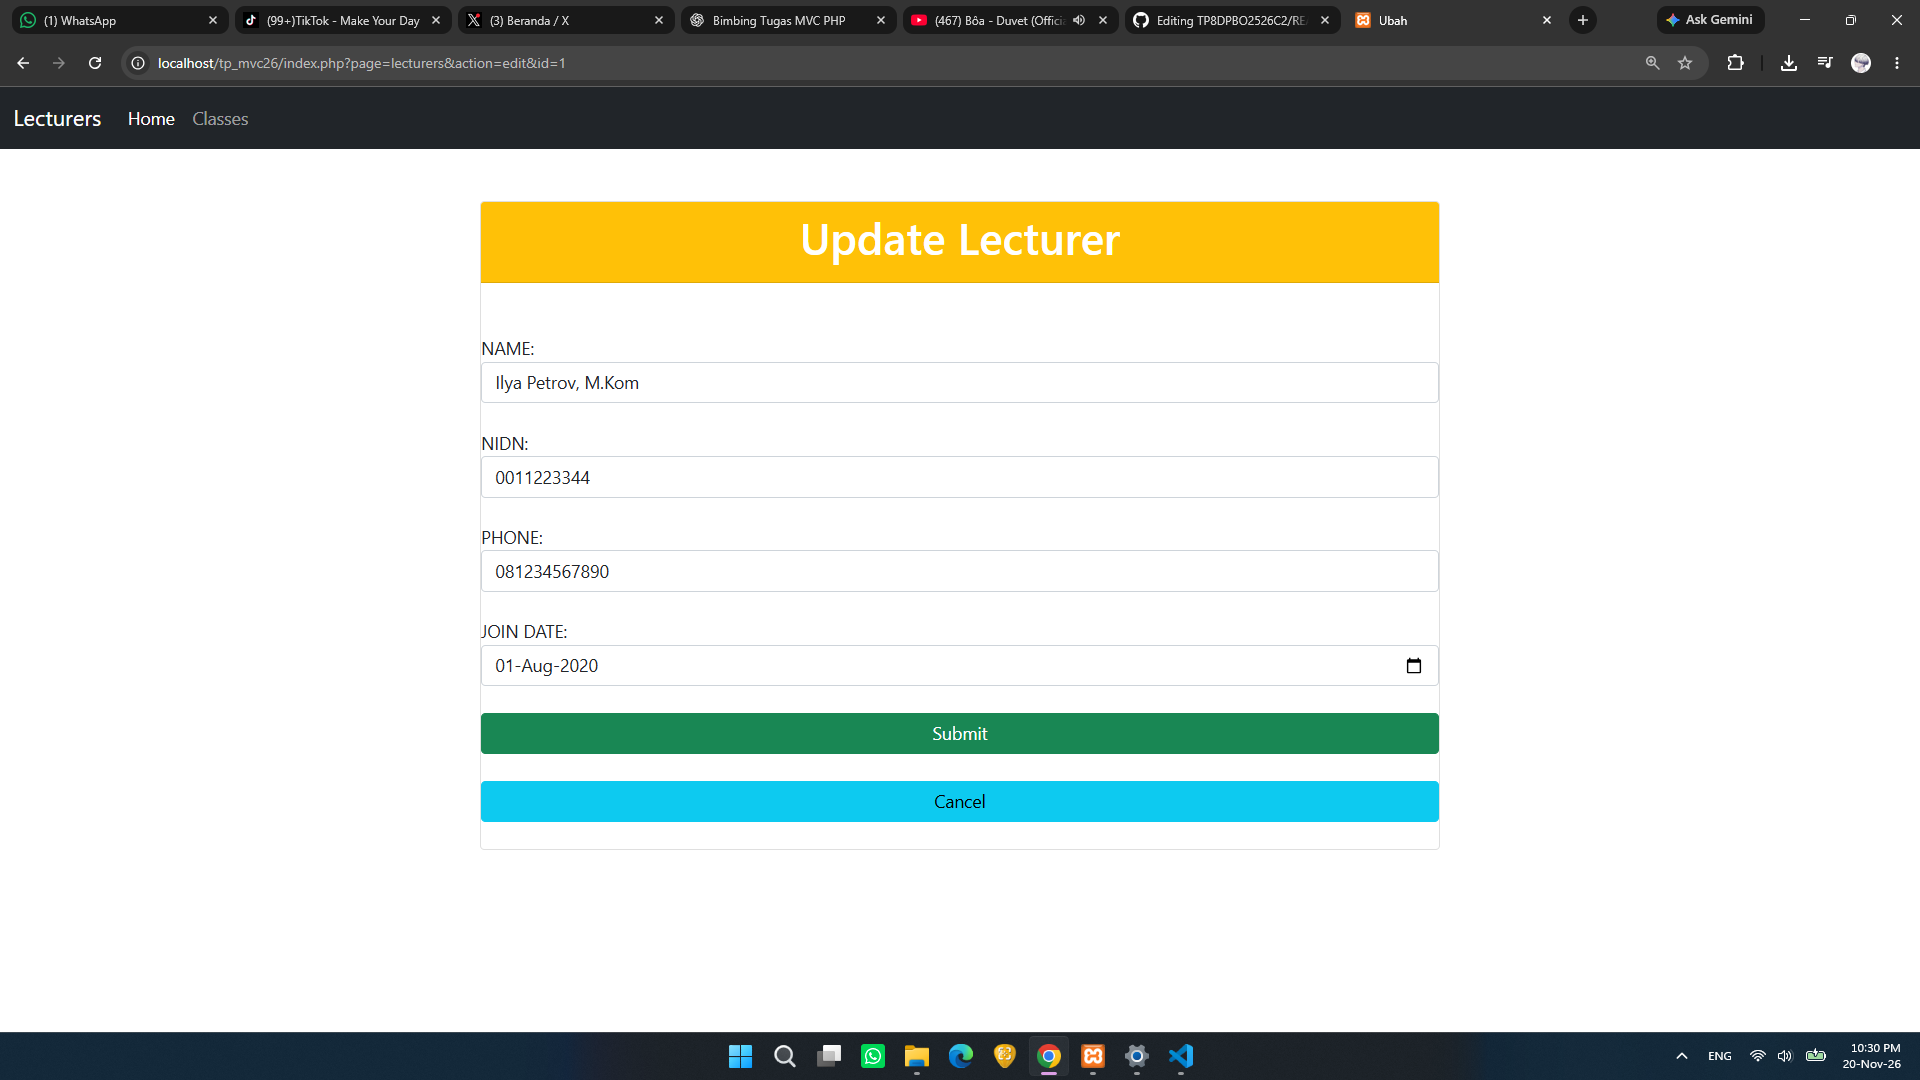 (1) WhatsApp
(99+)TikTok - Make Your Day
(3) Beranda / X
Bimbing Tugas MVC PHP
(467) Bôa - Duvet (Officia
Editing TP8DPBO2526C2/REA
Ubah
Ask Gemini
localhost/tp_mvc26/index.php?page=lecturers&action=edit&id=1
Lecturers Home Classes
Update Lecturer
NAME:
Ilya Petrov, M.Kom
NIDN:
0011223344
PHONE:
081234567890
JOIN DATE:
01-Aug-2020
Submit
Cancel
ENG
10:30 PM
20-Nov-26